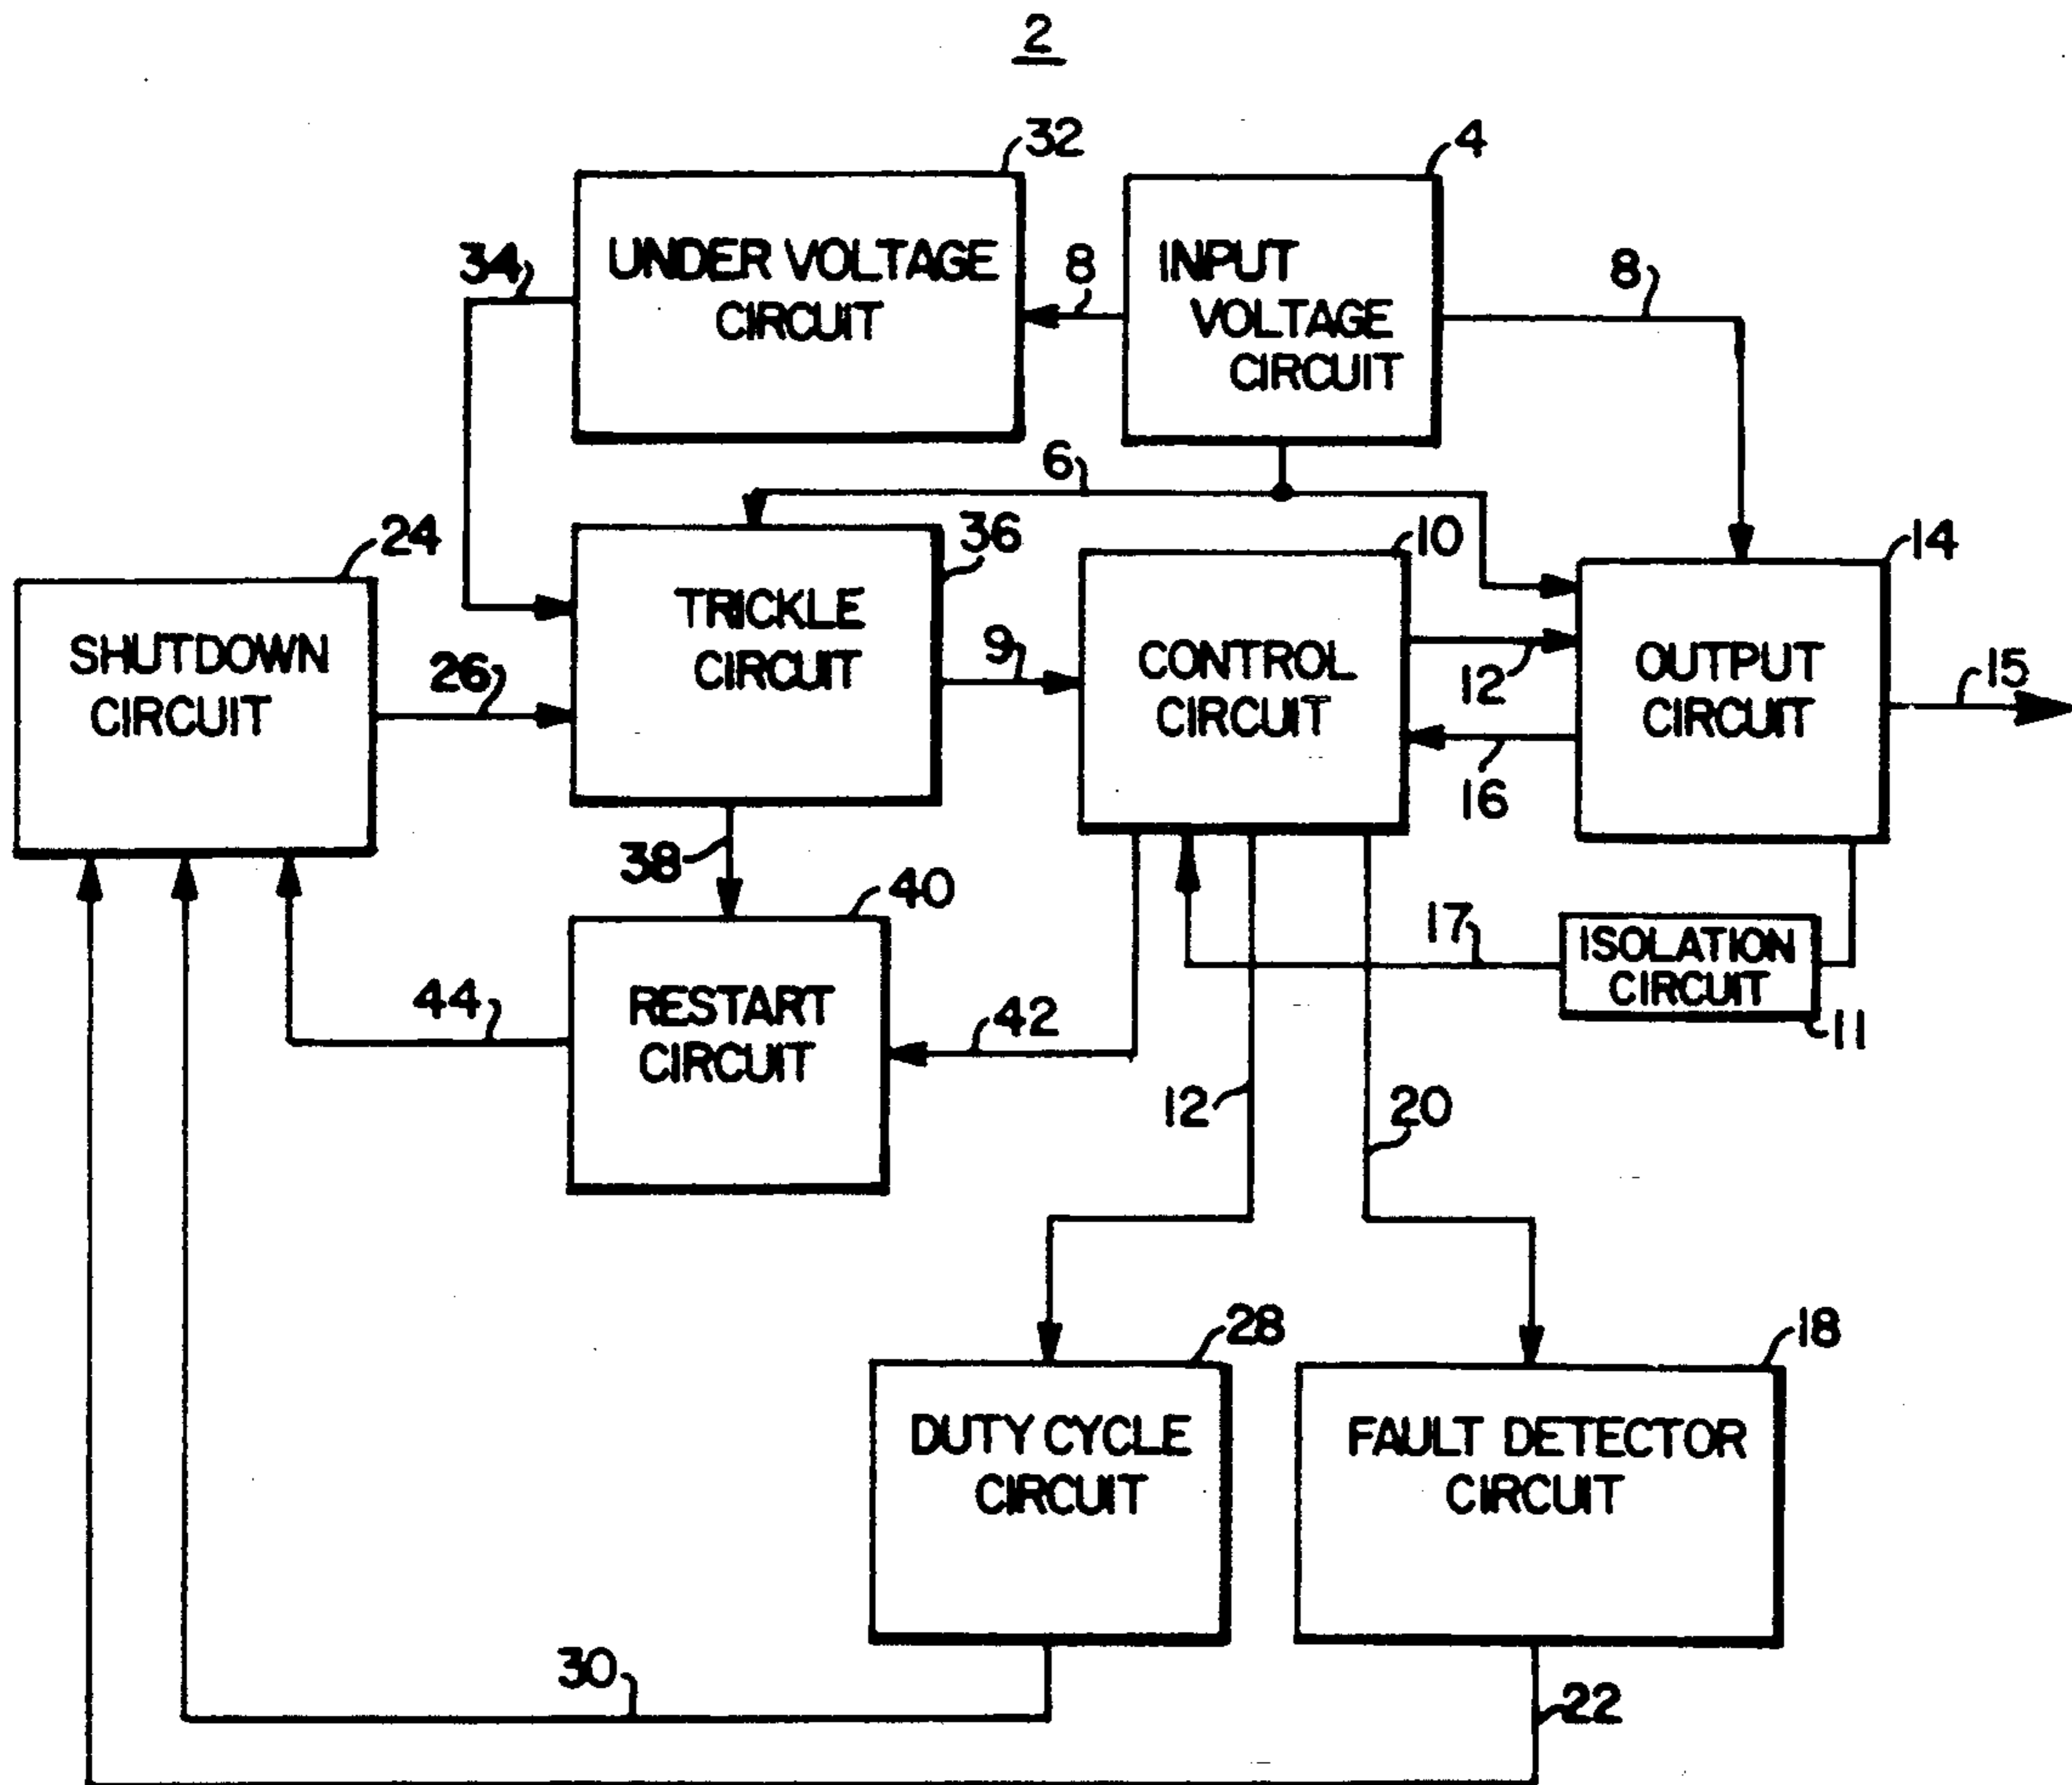 2
32
4
34
UNDER VOLTAGE
CIRCUIT
8
INPUT
VOLTAGE
CIRCUIT
8
6
24
36
10
14
SHUTDOWN
CIRCUIT
26
TRICKLE
CIRCUIT
9
CONTROL
CIRCUIT
12
16
OUTPUT
CIRCUIT
15
38
40
17
ISOLATION
CIRCUIT
11
44
RESTART
CIRCUIT
42
12
20
28
18
DUTY CYCLE
CIRCUIT
FAULT DETECTOR
CIRCUIT
30
22